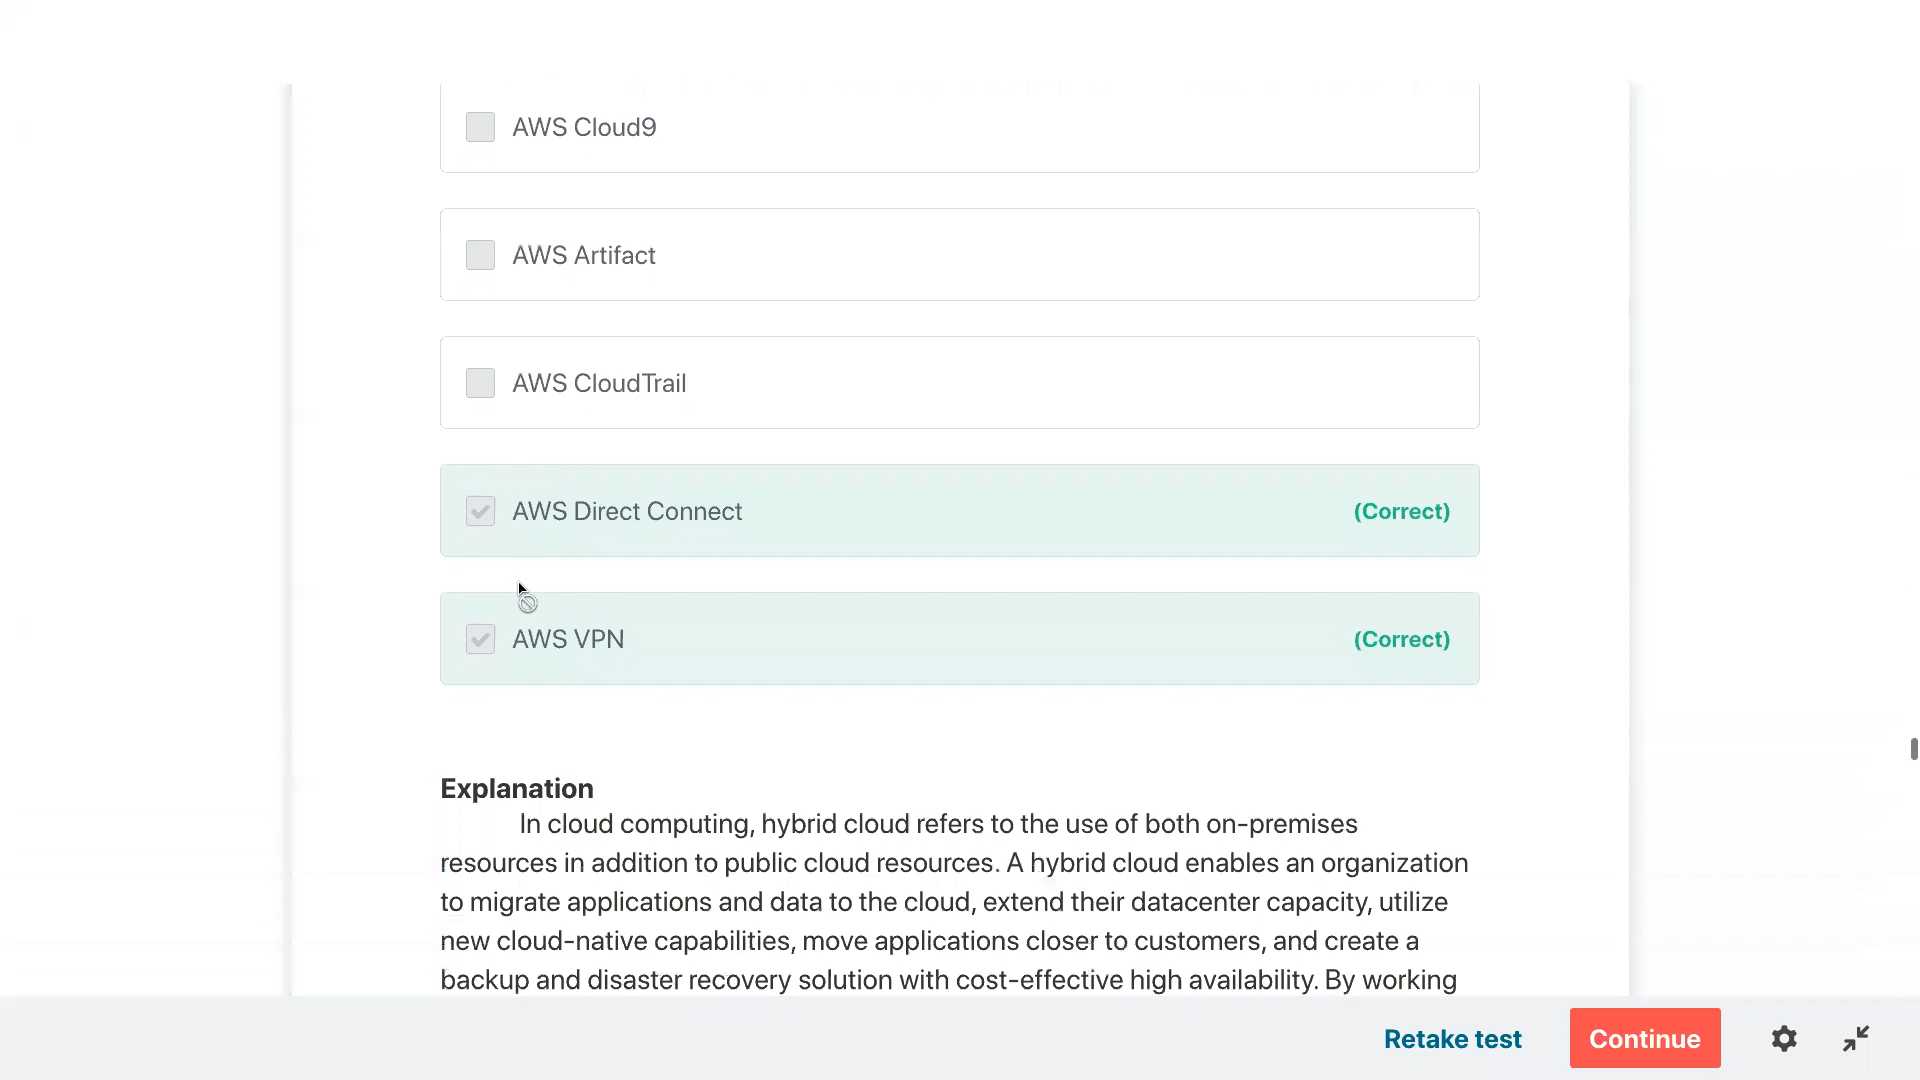 AWS Cloud9
AWS Artifact
AWS CloudTrail
AWS Direct Connect (Correct)
AWS VPN (Correct)
Explanation
In cloud computing, hybrid cloud refers to the use of both on-premises
resources in addition to public cloud resources. A hybrid cloud enables an organization
to migrate applications and data to the cloud, extend their datacenter capacity, utilize
new cloud-native capabilities, move applications closer to customers, and create a
backup and disaster recovery solution with cost-effective high availability. By working
Retake test Continue